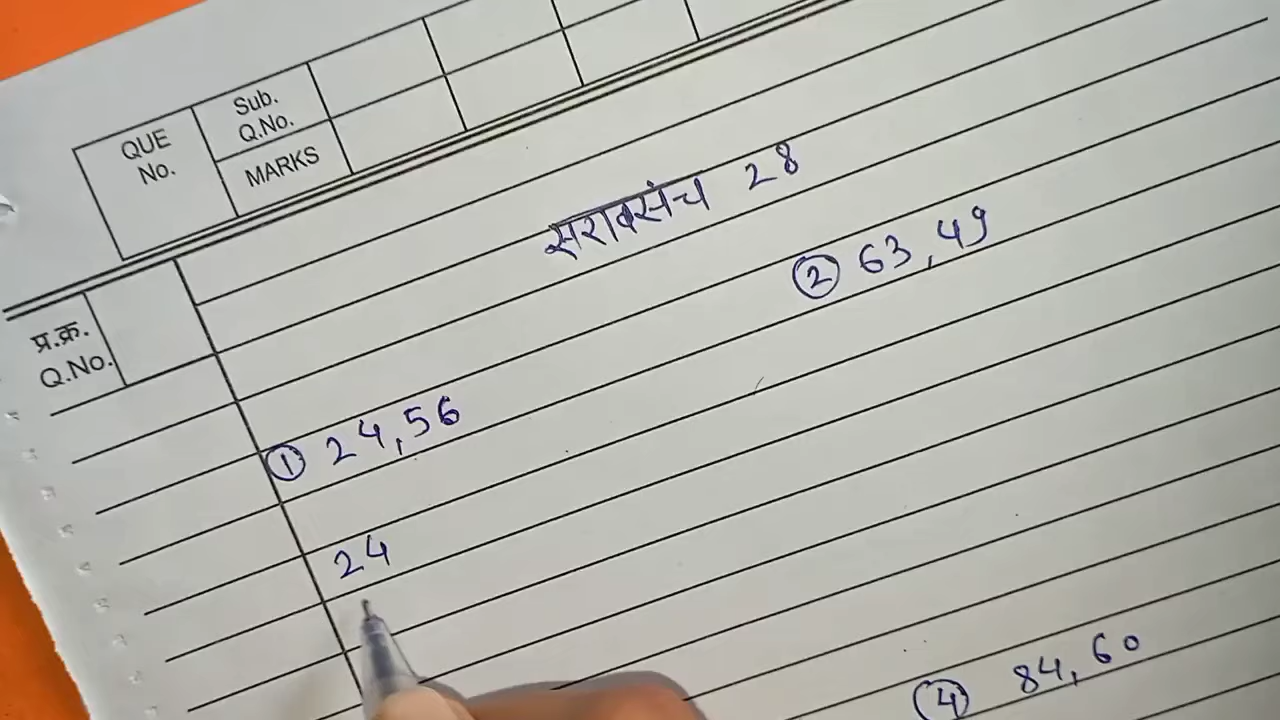 QUE No.
Sub. Q.No.
MARKS
प्र.क्र.
Q.No.
सरावसंच 28
① 24, 56
② 63, 49
24
④ 84, 60